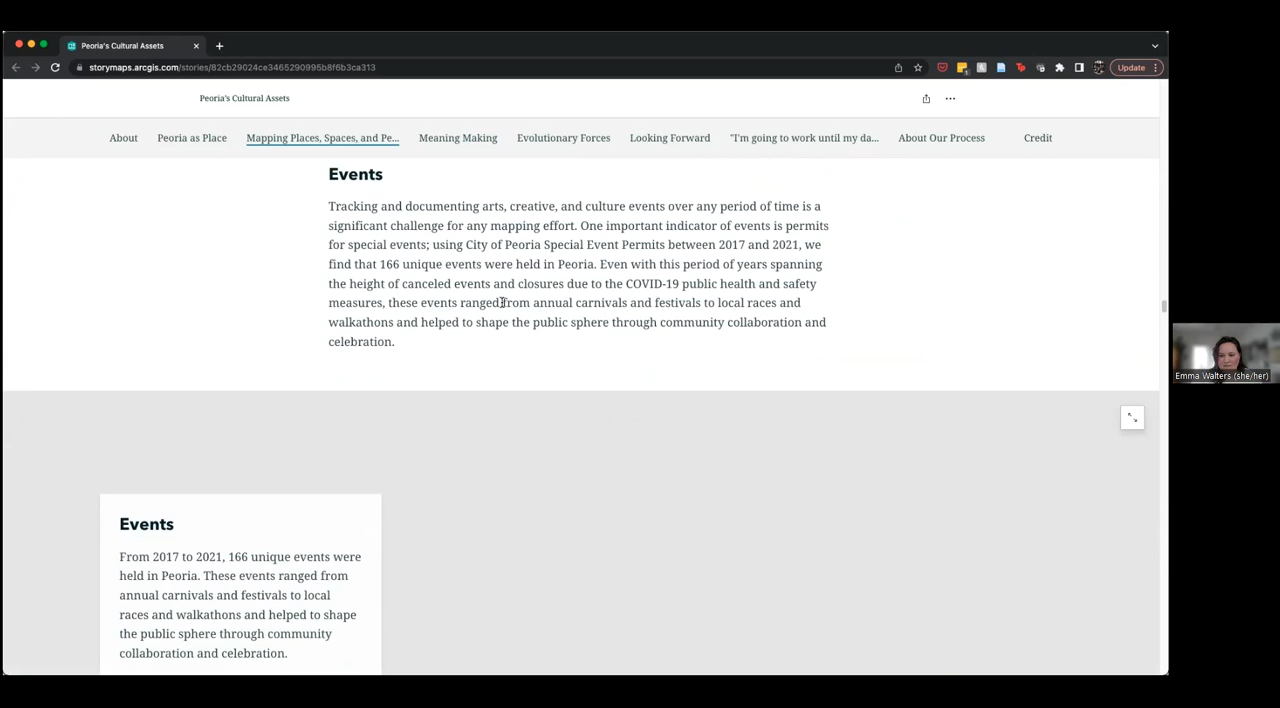 Peoria's Cultural Assets
storymaps.arcgis.com/stories/82cb29024ce3465290995b8f6b3ca313
Update
Peoria's Cultural Assets
About Peoria as Place Mapping Places, Spaces, and Pe... Meaning Making Evolutionary Forces Looking Forward "I'm going to work until my da... About Our Process Credit
Events
Tracking and documenting arts, creative, and culture events over any period of time is a
significant challenge for any mapping effort. One important indicator of events is permits
for special events; using City of Peoria Special Event Permits between 2017 and 2021, we
find that 166 unique events were held in Peoria. Even with this period of years spanning
the height of canceled events and closures due to the COVID-19 public health and safety
measures, these events ranged from annual carnivals and festivals to local races and
walkathons and helped to shape the public sphere through community collaboration and
celebration.
Emma Walters (she/her)
Events
From 2017 to 2021, 166 unique events were
held in Peoria. These events ranged from
annual carnivals and festivals to local
races and walkathons and helped to shape
the public sphere through community
collaboration and celebration.